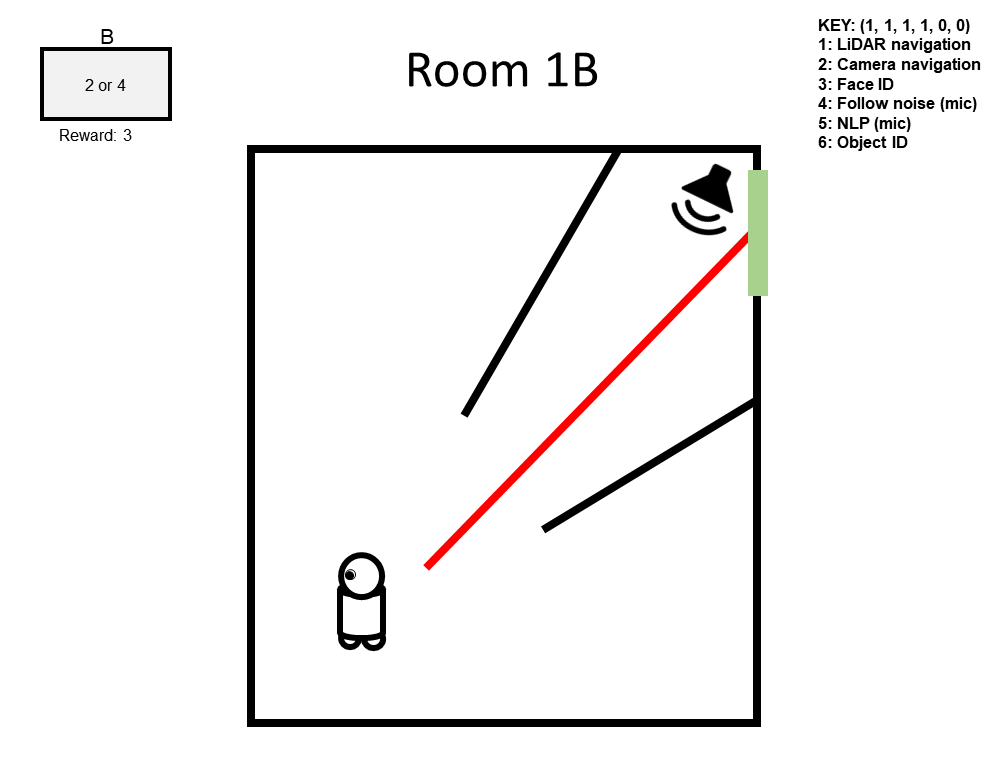 B
2 or 4
Reward: 3
Room 1B
KEY: (1, 1, 1, 1, 0, 0)
1: LiDAR navigation
2: Camera navigation
3: Face ID
4: Follow noise (mic)
5: NLP (mic)
6: Object ID